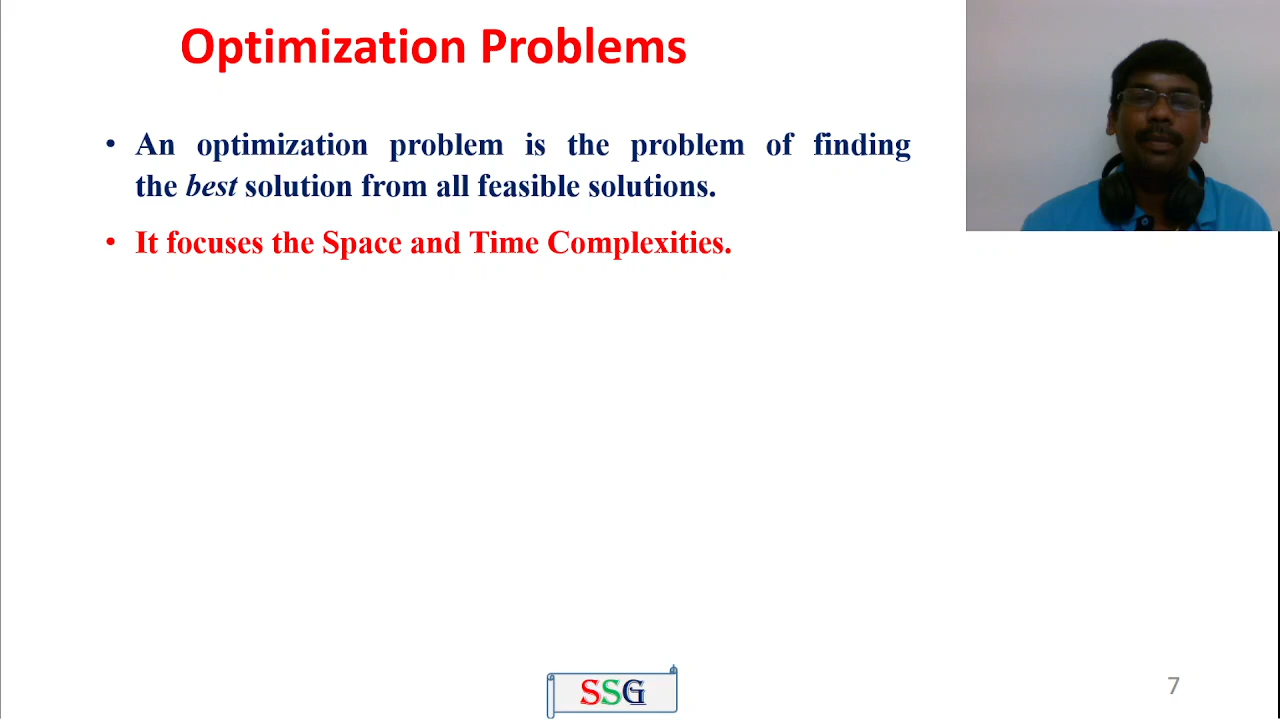 Optimization Problems
• An optimization problem is the problem of finding
the best solution from all feasible solutions.
• It focuses the Space and Time Complexities.
SSG
7